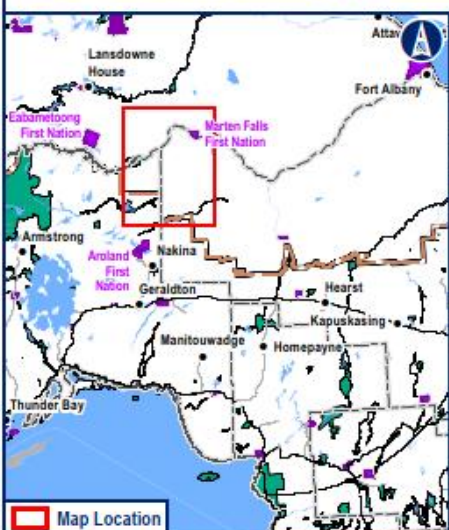 Lansdowne
House
Attaw
Fort Albany
Eabametoong
First Nation
Marten Falls
First Nation
Armstrong
Aroland
First
Nation
Nakina
Geraldton
Hearst
Kapuskasing
Manitouwadge
Homepayne
Thunder Bay
Map Location